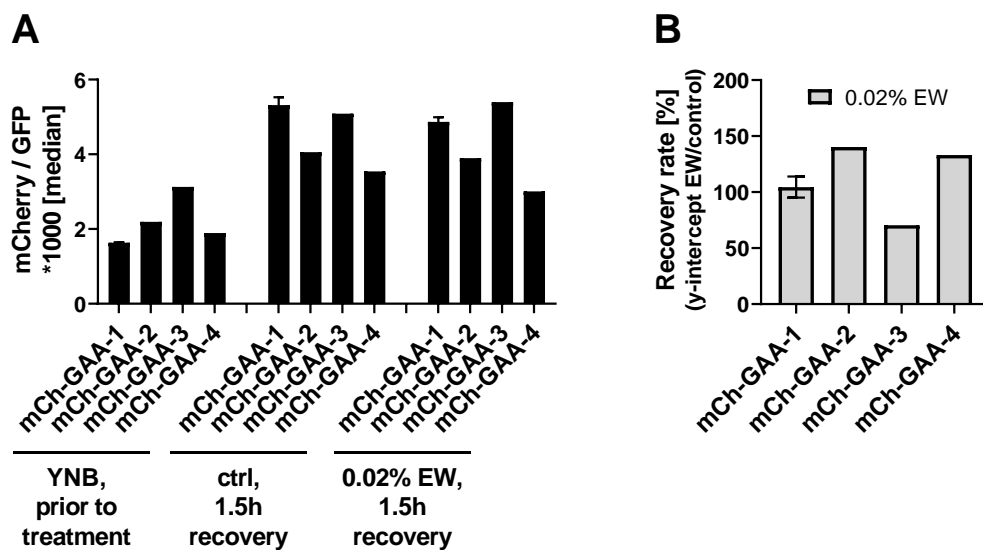 A
mCherry / GFP
*1000 [median]
6
4
2
0
mCh-GAA-1
mCh-GAA-2
mCh-GAA-3
mCh-GAA-4
mCh-GAA-1
mCh-GAA-2
mCh-GAA-3
mCh-GAA-4
mCh-GAA-1
mCh-GAA-2
mCh-GAA-3
mCh-GAA-4
YNB,
prior to
treatment
ctrl,
1.5h
recovery
0.02% EW,
1.5h
recovery
B
Recovery rate [%]
(y-intercept EW/control)
200
150
100
50
0
0.02% EW
mCh-GAA-1
mCh-GAA-2
mCh-GAA-3
mCh-GAA-4